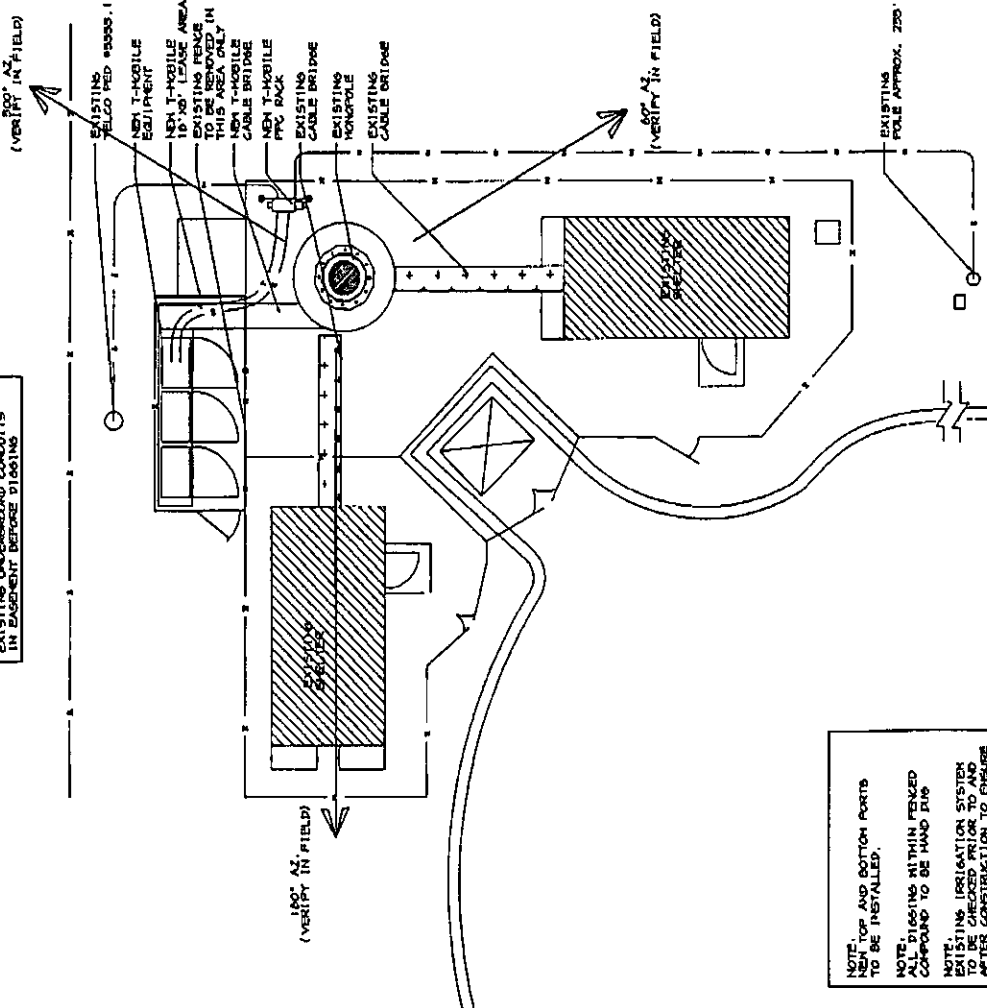 EXISTING UNDERGROUND CONDUITS
IN EASEMENT BEFORE DIGGING
300° AZ.
(VERIFY IN FIELD)
EXISTING
TELCO PED
NEW T-MOBILE
EQUIPMENT
NEW T-MOBILE
LEASE AREA
EXISTING FENCE
TO BE REMOVED IN
THIS AREA ONLY
NEW T-MOBILE
CABLE BRIDGE
NEW T-MOBILE
PPC RACK
EXISTING
CABLE BRIDGE
EXISTING
MONOPOLE
EXISTING
CABLE BRIDGE
60° AZ.
(VERIFY IN FIELD)
EXISTING
POLE APPROX. 255'
EXISTING
SHELTER
EXISTING
SHELTER
180° AZ.
(VERIFY IN FIELD)
NOTE:
NEW TOP AND BOTTOM PORTS
TO BE INSTALLED.
NOTE:
ALL DIGGING WITHIN FENCED
COMPOUND TO BE HAND DUG
NOTE:
EXISTING IRRIGATION SYSTEM
TO BE CHECKED PRIOR TO AND
AFTER CONSTRUCTION TO ENSURE